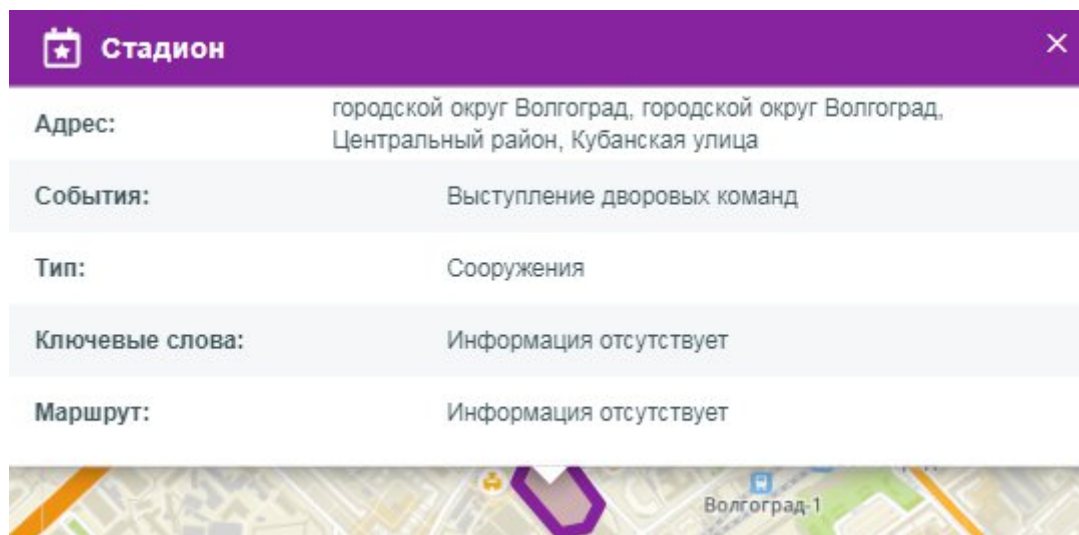 Стадион
Адрес:
городской округ Волгоград, городской округ Волгоград,
Центральный район, Кубанская улица
События:
Выступление дворовых команд
Тип:
Сооружения
Ключевые слова:
Информация отсутствует
Маршрут:
Информация отсутствует
Волгоград-1